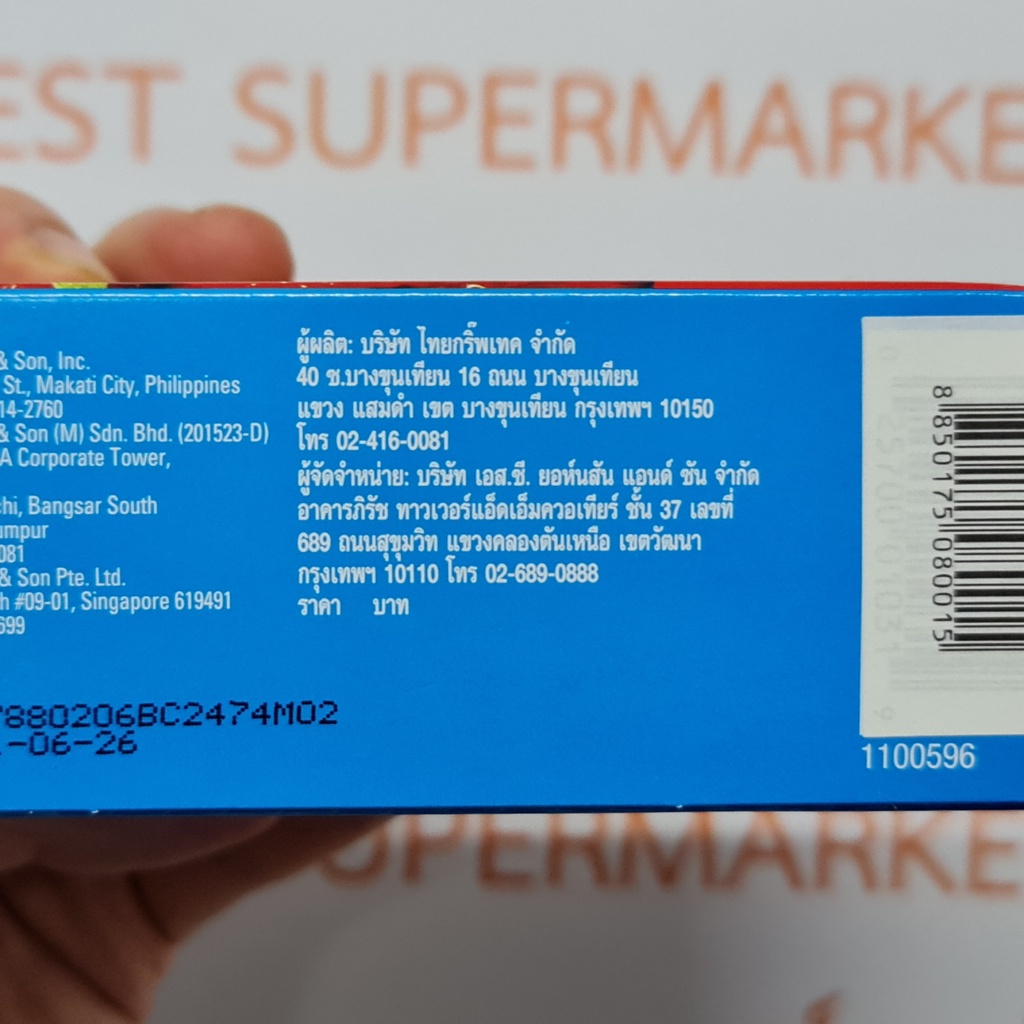 EST SUPERMARKE
& Son, Inc.
St., Makati City, Philippines
14-2760
& Son (M) Sdn. Bhd. (201523-D)
A Corporate Tower,
hi, Bangsar South
umpur
081
& Son Pte. Ltd.
h #09-01, Singapore 619491
699
ผู้ผลิต: บริษัท ไทยกริ๊พเทค จำกัด
40 ซ.บางขุนเทียน 16 ถนน บางขุนเทียน
แขวง แสมดำ เขต บางขุนเทียน กรุงเทพฯ 10150
โทร 02-416-0081
ผู้จัดจำหน่าย: บริษัท เอส.ซี. ยอห์นสัน แอนด์ ซัน จำกัด
อาคารภิรัช ทาวเวอร์แอ็ดเอ็มควอเทียร์ ชั้น 37 เลขที่
689 ถนนสุขุมวิท แขวงคลองตันเหนือ เขตวัฒนา
กรุงเทพฯ 10110 โทร 02-689-0888
ราคา บาท
7880206BC2474M02
-06-26
8 850175 080015
1100596
UPERMARKE